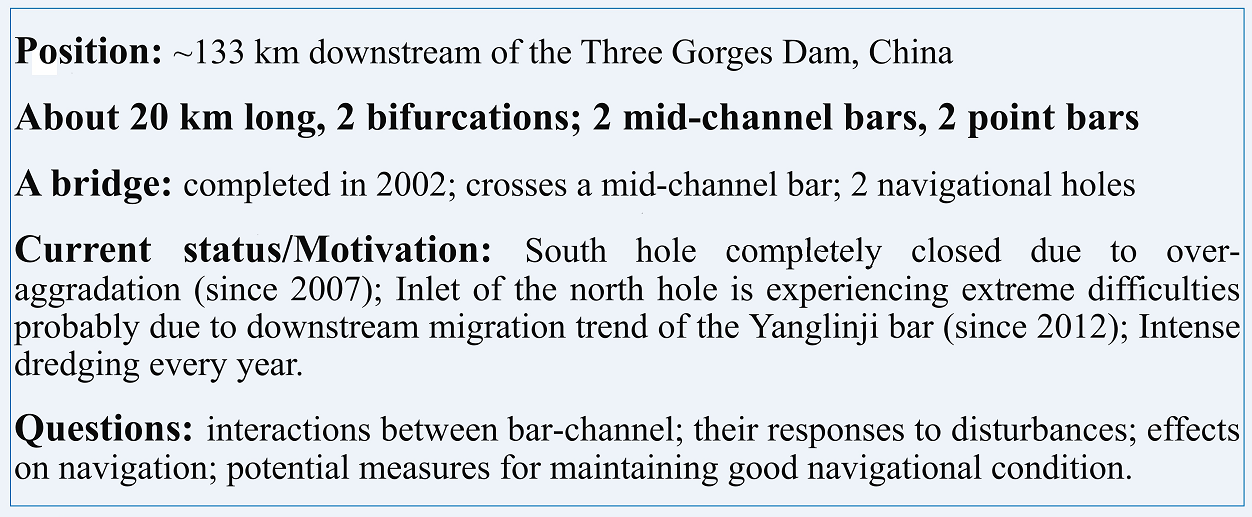 Position: ~133 km downstream of the Three Gorges Dam, China
About 20 km long, 2 bifurcations; 2 mid-channel bars, 2 point bars
A bridge: completed in 2002; crosses a mid-channel bar; 2 navigational holes
Current status/Motivation: South hole completely closed due to over-
aggradation (since 2007); Inlet of the north hole is experiencing extreme difficulties
probably due to downstream migration trend of the Yanglinji bar (since 2012); Intense
dredging every year.
Questions: interactions between bar-channel; their responses to disturbances; effects
on navigation; potential measures for maintaining good navigational condition.